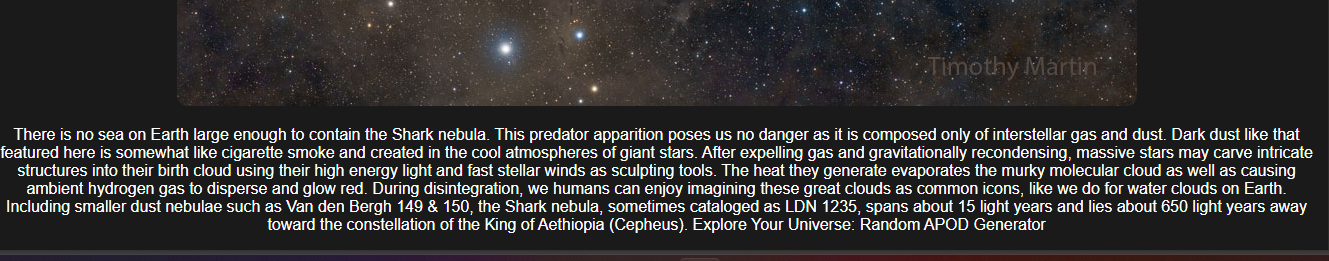 Timothy Martin
There is no sea on Earth large enough to contain the Shark nebula. This predator apparition poses us no danger as it is composed only of interstellar gas and dust. Dark dust like that
featured here is somewhat like cigarette smoke and created in the cool atmospheres of giant stars. After expelling gas and gravitationally recondensing, massive stars may carve intricate
structures into their birth cloud using their high energy light and fast stellar winds as sculpting tools. The heat they generate evaporates the murky molecular cloud as well as causing
ambient hydrogen gas to disperse and glow red. During disintegration, we humans can enjoy imagining these great clouds as common icons, like we do for water clouds on Earth.
Including smaller dust nebulae such as Van den Bergh 149 & 150, the Shark nebula, sometimes cataloged as LDN 1235, spans about 15 light years and lies about 650 light years away
toward the constellation of the King of Aethiopia (Cepheus). Explore Your Universe: Random APOD Generator